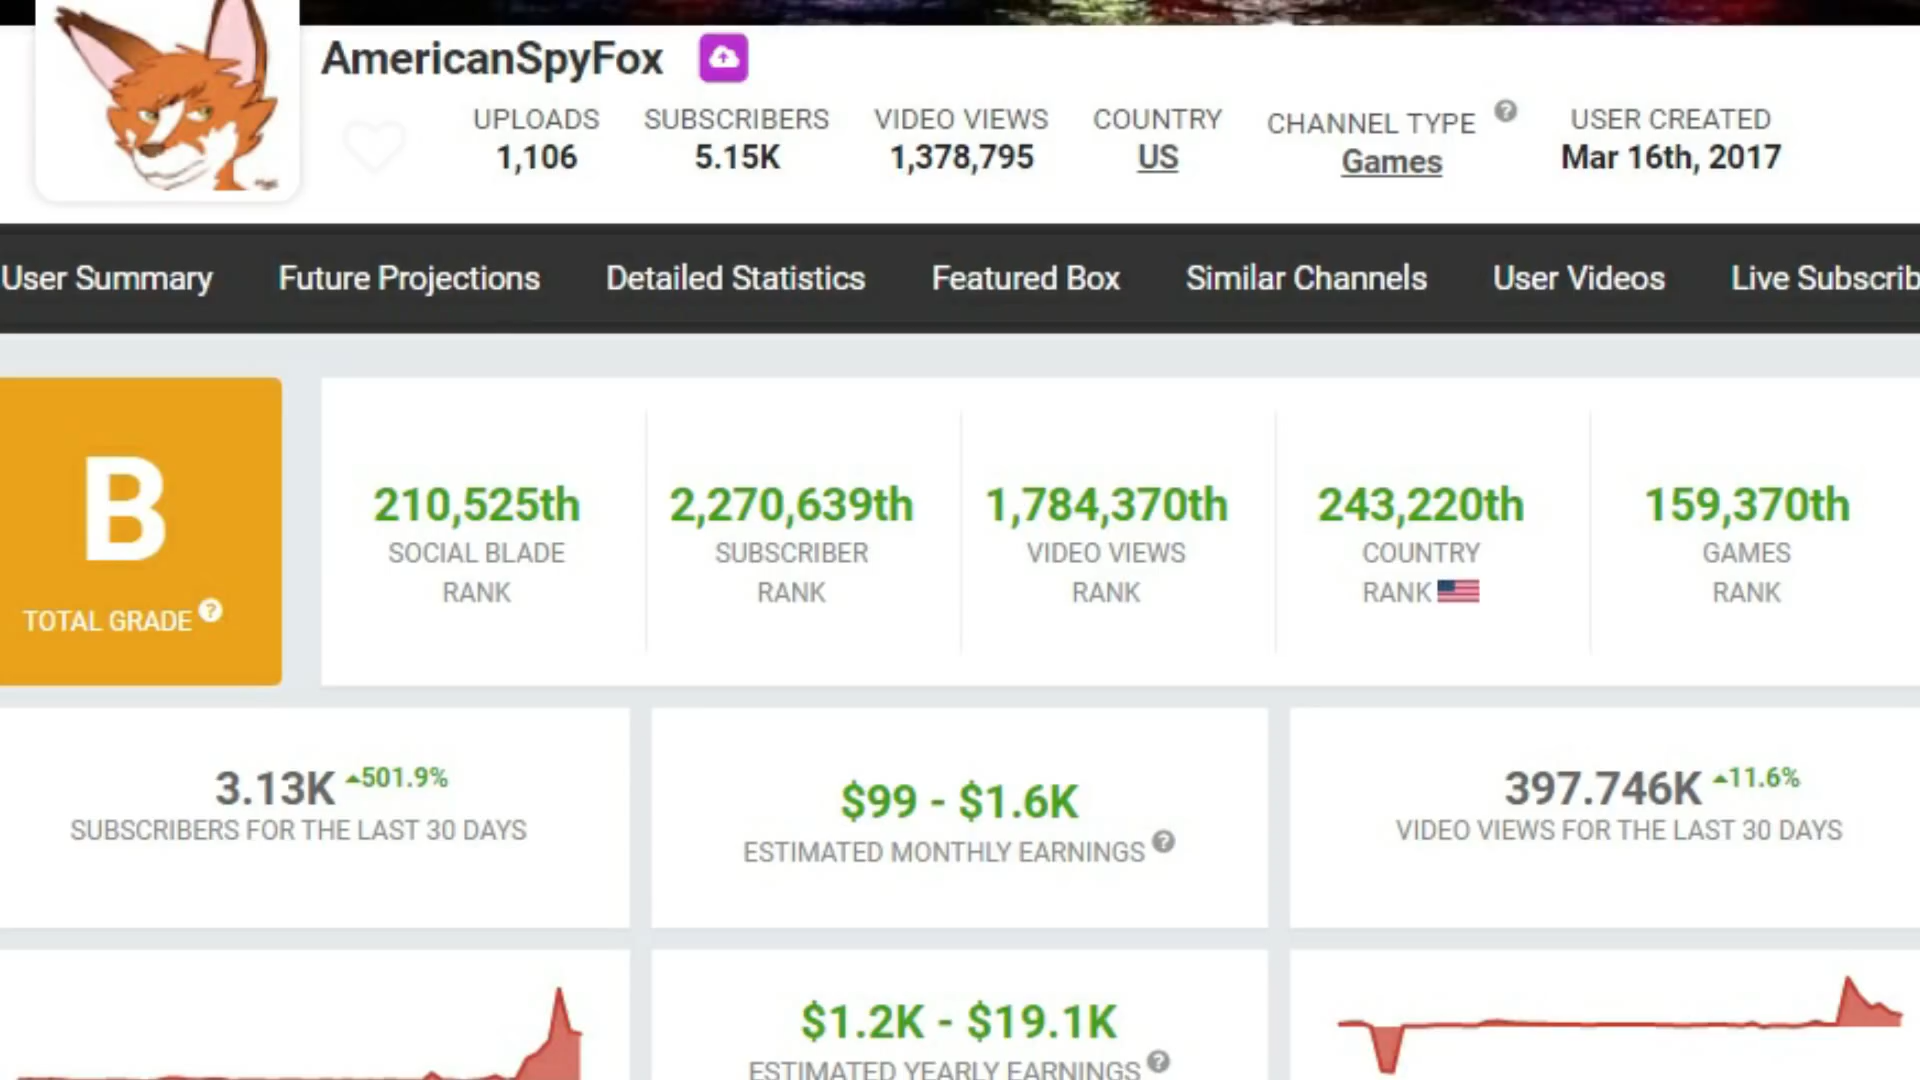 AmericanSpyFox
UPLOADS SUBSCRIBERS VIDEO VIEWS COUNTRY CHANNEL TYPE ? USER CREATED
1,106 5.15K 1,378,795 US Games Mar 16th, 2017
User Summary Future Projections Detailed Statistics Featured Box Similar Channels User Videos Live Subscrib
B
TOTAL GRADE ?
210,525th 2,270,639th 1,784,370th 243,220th 159,370th
SOCIAL BLADE SUBSCRIBER VIDEO VIEWS COUNTRY GAMES
RANK RANK RANK RANK RANK
3.13K 501.9%
SUBSCRIBERS FOR THE LAST 30 DAYS
$99 - $1.6K
ESTIMATED MONTHLY EARNINGS ?
397.746K 11.6%
VIDEO VIEWS FOR THE LAST 30 DAYS
$1.2K - $19.1K
ESTIMATED YEARLY EARNINGS ?